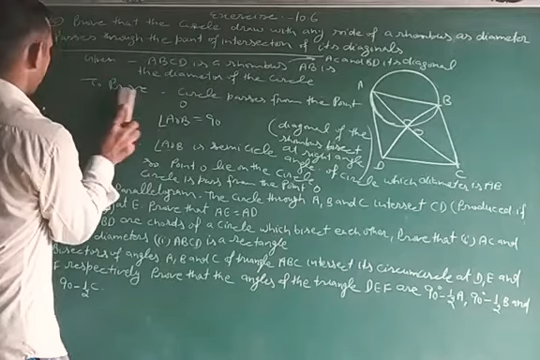 Exercise :- 10.6
Prove that the Circle draw with any side of a rhombus as diameter
Passes through the point of intersection of its diagonals
Given - ABCD is a rhombus AC and BD its diagonal
AB is
the diameter of the circle
To Prove - Circle passes from the Point
O
∠AOB = 90
(diagonal of the
rhombus bisect
at right angle
∠AOB is semi circle angle of circle which diameter is AB
So Point O lie on the circle
Circle is pass from the Point O
Parallelogram. The circle through A, B and C intersect CD (Produced if
at E. Prove that AE = AD
BD are chords of a circle which bisect each other, Prove that (i) AC and
diameters (ii) ABCD is a rectangle
Bisectors of angles A, B and C of triangle ABC intersect its circumcircle at D, E and
F respectively Prove that the angles of the triangle DEF are 90°-½A, 90°-½B and
90-½C.
A
B
O
D
C